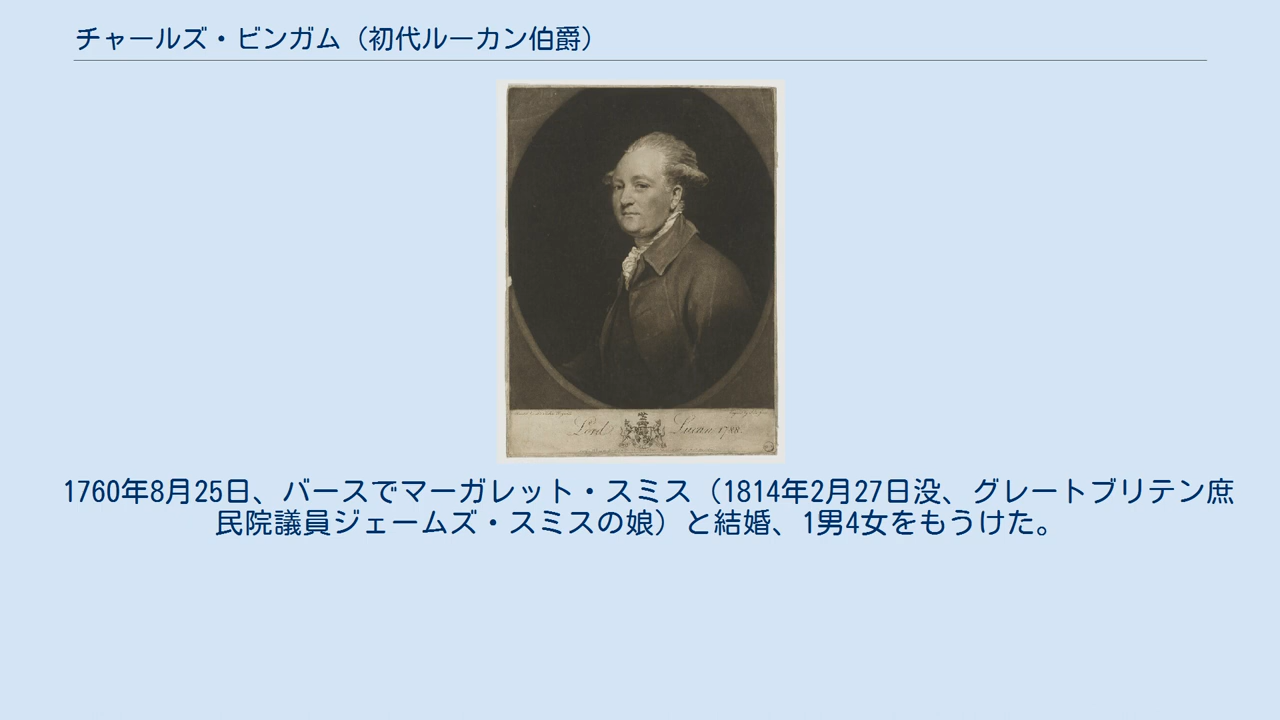 チャールズ・ビンガム（初代ルーカン伯爵）
Lord Lucan 1788
1760年8月25日、バースでマーガレット・スミス（1814年2月27日没、グレートブリテン庶
民院議員ジェームズ・スミスの娘）と結婚、1男4女をもうけた。